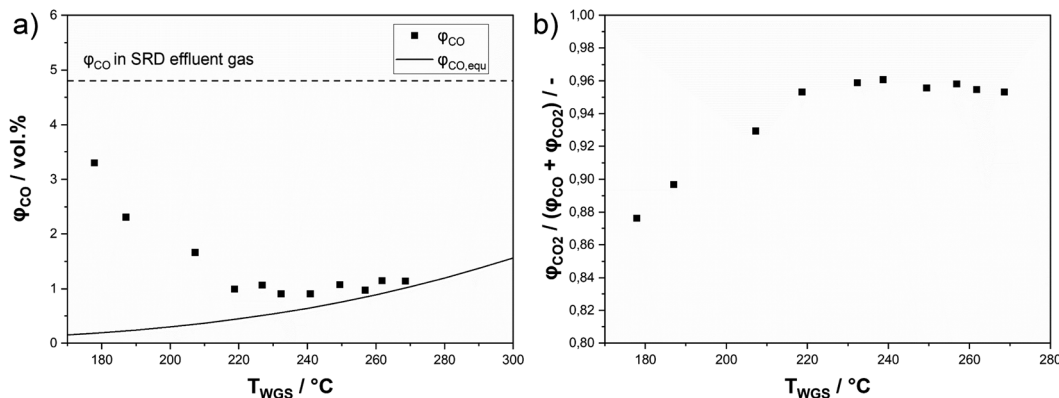 a)
φCO / vol.%
6
5
4
3
2
1
0
φCO in SRD effluent gas
φCO
φCO,equ
180 200 220 240 260 280 300
TWGS / °C
b)
φCO2 / (φCO + φCO2) / -
1,00
0,98
0,96
0,94
0,92
0,90
0,88
0,86
0,84
0,82
0,80
180 200 220 240 260 280
TWGS / °C